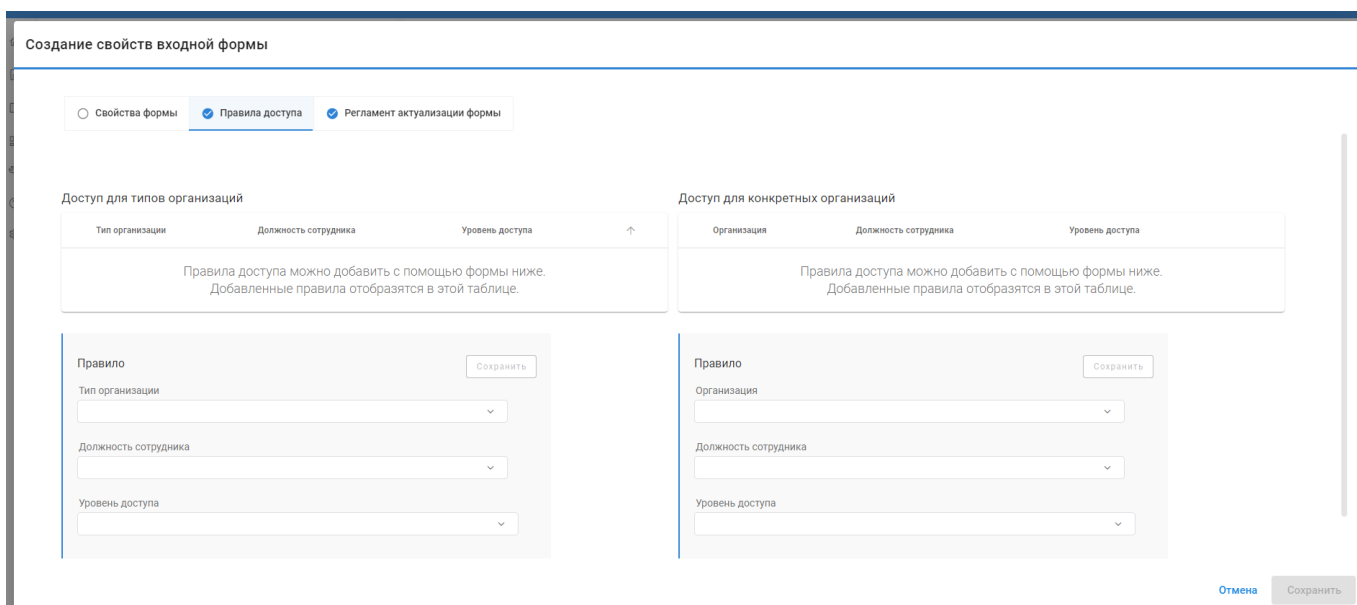 Создание свойств входной формы
Свойства формы Правила доступа Регламент актуализации формы
Доступ для типов организаций
Тип организации Должность сотрудника Уровень доступа
Правила доступа можно добавить с помощью формы ниже.
Добавленные правила отобразятся в этой таблице.
Правило Сохранить
Тип организации
Должность сотрудника
Уровень доступа
Доступ для конкретных организаций
Организация Должность сотрудника Уровень доступа
Правила доступа можно добавить с помощью формы ниже.
Добавленные правила отобразятся в этой таблице.
Правило Сохранить
Организация
Должность сотрудника
Уровень доступа
Отмена Сохранить